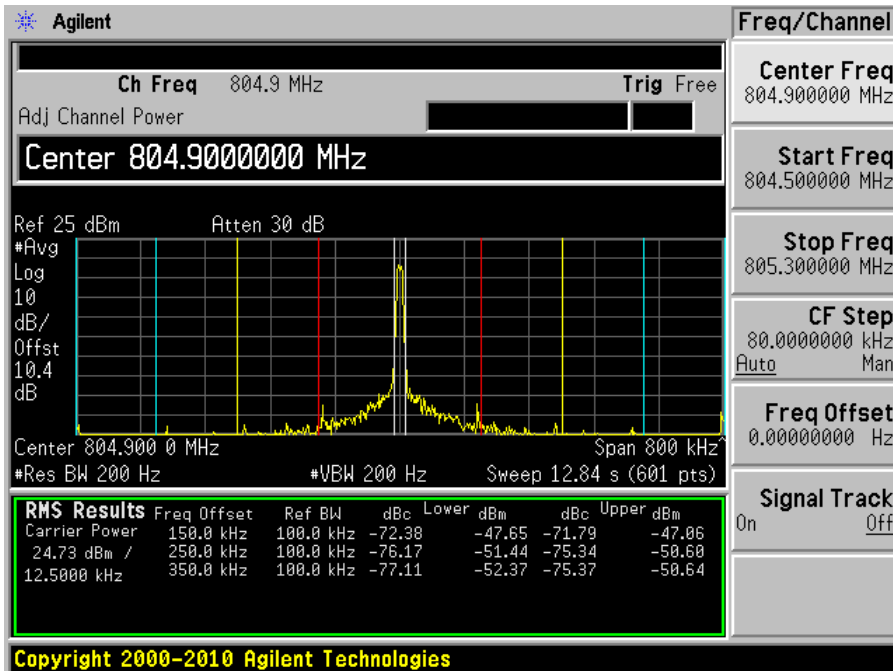 Agilent
Freq/Channel
Ch Freq 804.9 MHz Trig Free
Adj Channel Power
Center 804.9000000 MHz
Ref 25 dBm Atten 30 dB
#Avg
Log
10
dB/
Offst
10.4
dB
Center 804.900 0 MHz Span 800 kHz^
#Res BW 200 Hz #VBW 200 Hz Sweep 12.84 s (601 pts)
RMS Results Freq Offset Ref BW dBc Lower dBm dBc Upper dBm
Carrier Power 150.0 kHz 100.0 kHz -72.38 -47.65 -71.79 -47.06
24.73 dBm / 250.0 kHz 100.0 kHz -76.17 -51.44 -75.34 -50.60
12.5000 kHz 350.0 kHz 100.0 kHz -77.11 -52.37 -75.37 -50.64
Center Freq
804.900000 MHz
Start Freq
804.500000 MHz
Stop Freq
805.300000 MHz
CF Step
80.0000000 kHz
Auto Man
Freq Offset
0.00000000 Hz
Signal Track
On Off
Copyright 2000-2010 Agilent Technologies